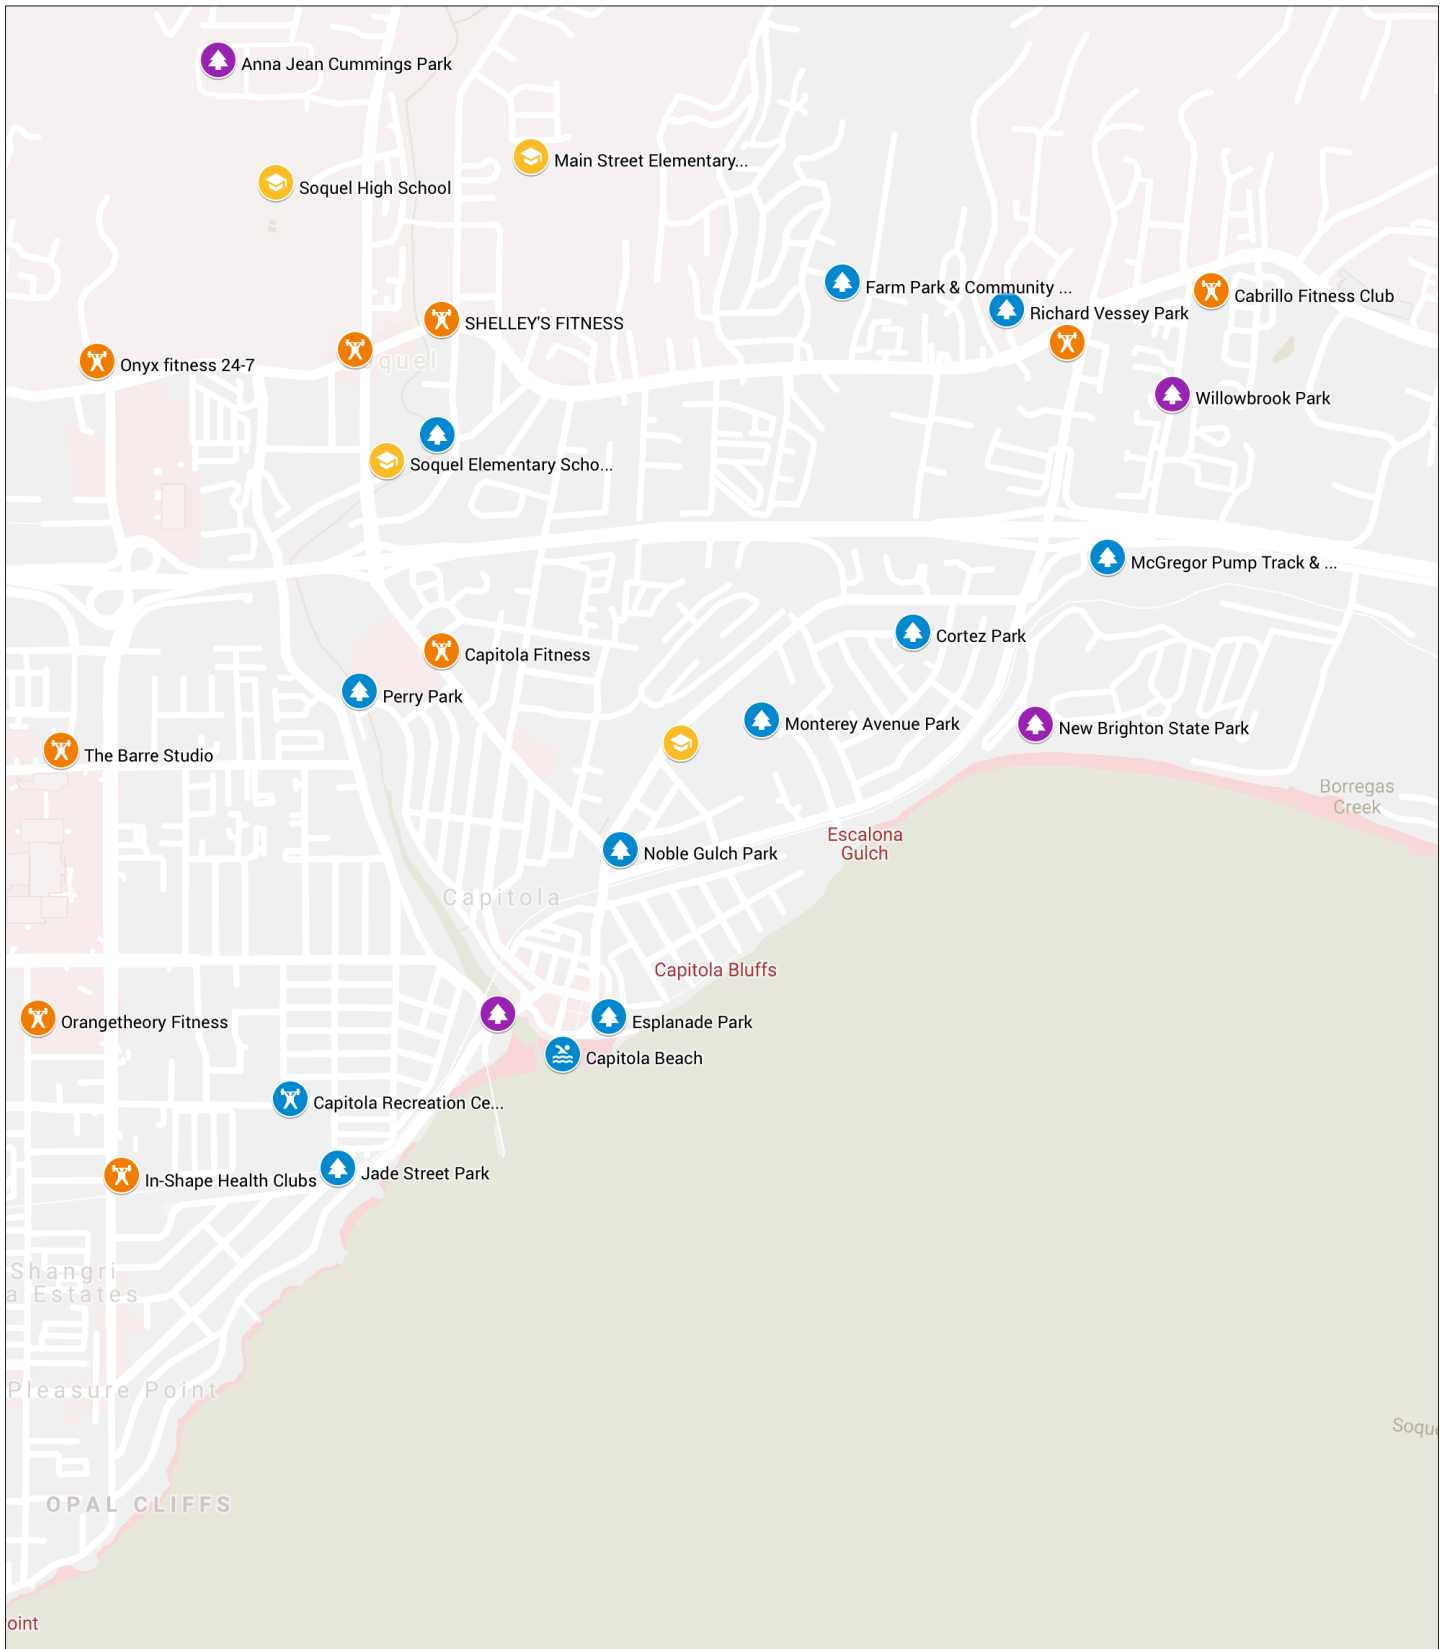 Anna Jean Cummings Park
Main Street Elementary...
Soquel High School
Farm Park & Community ...
Cabrillo Fitness Club
Richard Vessey Park
SHELLEY'S FITNESS
quel
Onyx fitness 24-7
Willowbrook Park
Soquel Elementary Scho...
McGregor Pump Track & ...
Cortez Park
Capitola Fitness
Perry Park
Monterey Avenue Park
New Brighton State Park
The Barre Studio
Borregas
Creek
Escalona
Gulch
Noble Gulch Park
Capitola
Capitola Bluffs
Orangetheory Fitness
Esplanade Park
Capitola Beach
Capitola Recreation Ce...
Jade Street Park
In-Shape Health Clubs
Shangri
a Estates
Pleasure Point
Soque
OPAL CLIFFS
oint